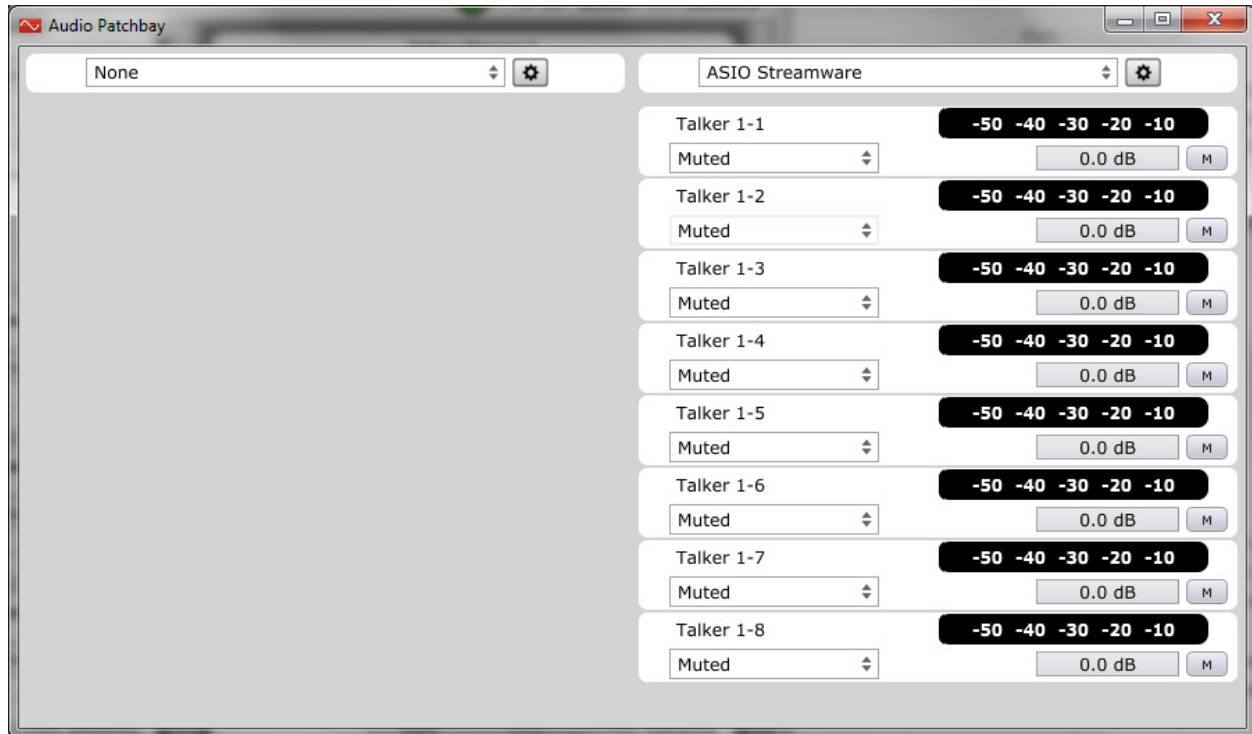 Audio Patchbay
None
ASIO Streamware
Talker 1-1
-50 -40 -30 -20 -10
Muted
0.0 dB
M
Talker 1-2
-50 -40 -30 -20 -10
Muted
0.0 dB
M
Talker 1-3
-50 -40 -30 -20 -10
Muted
0.0 dB
M
Talker 1-4
-50 -40 -30 -20 -10
Muted
0.0 dB
M
Talker 1-5
-50 -40 -30 -20 -10
Muted
0.0 dB
M
Talker 1-6
-50 -40 -30 -20 -10
Muted
0.0 dB
M
Talker 1-7
-50 -40 -30 -20 -10
Muted
0.0 dB
M
Talker 1-8
-50 -40 -30 -20 -10
Muted
0.0 dB
M